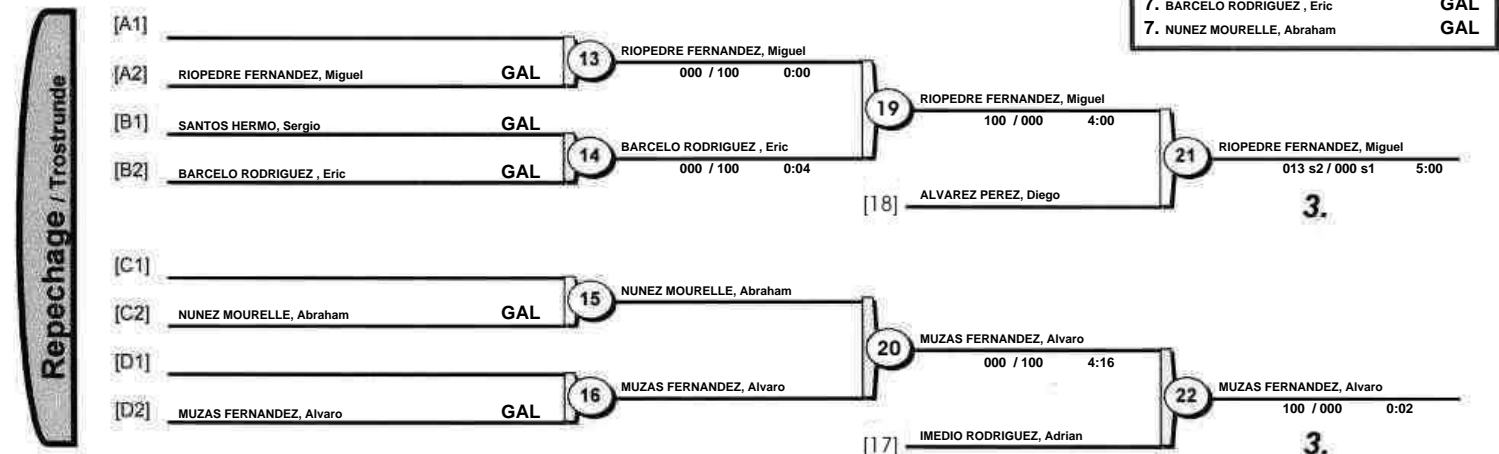 7. BARCELO RODRIGUEZ , Eric GAL
7. NUNEZ MOURELLE, Abraham GAL
Repechage / Trostrunde
[A1]
[A2] RIOPEDRE FERNANDEZ, Miguel GAL
13 RIOPEDRE FERNANDEZ, Miguel
000 / 100 0:00
[B1] SANTOS HERMO, Sergio GAL
[B2] BARCELO RODRIGUEZ , Eric GAL
14 BARCELO RODRIGUEZ , Eric
000 / 100 0:04
19 RIOPEDRE FERNANDEZ, Miguel
100 / 000 4:00
[18] ALVAREZ PEREZ, Diego
21 RIOPEDRE FERNANDEZ, Miguel
013 s2 / 000 s1 5:00
3.
[C1]
[C2] NUNEZ MOURELLE, Abraham GAL
15 NUNEZ MOURELLE, Abraham
[D1]
[D2] MUZAS FERNANDEZ, Alvaro GAL
16 MUZAS FERNANDEZ, Alvaro
20 MUZAS FERNANDEZ, Alvaro
000 / 100 4:16
[17] IMEDIO RODRIGUEZ, Adrian
22 MUZAS FERNANDEZ, Alvaro
100 / 000 0:02
3.